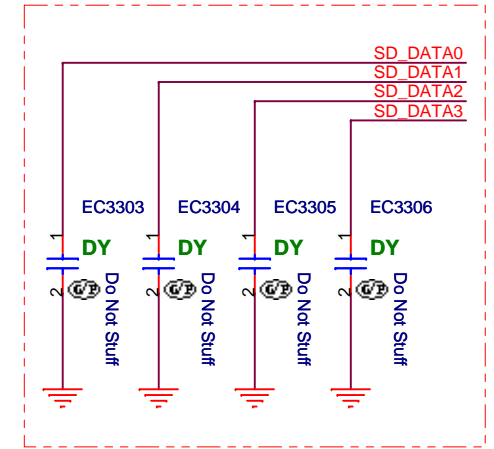 SD_DATA0
SD_DATA1
SD_DATA2
SD_DATA3
EC3303
EC3304
EC3305
EC3306
1
DY
1
DY
1
DY
1
DY
2
G/P
Do Not Stuff
2
G/P
Do Not Stuff
2
G/P
Do Not Stuff
2
G/P
Do Not Stuff